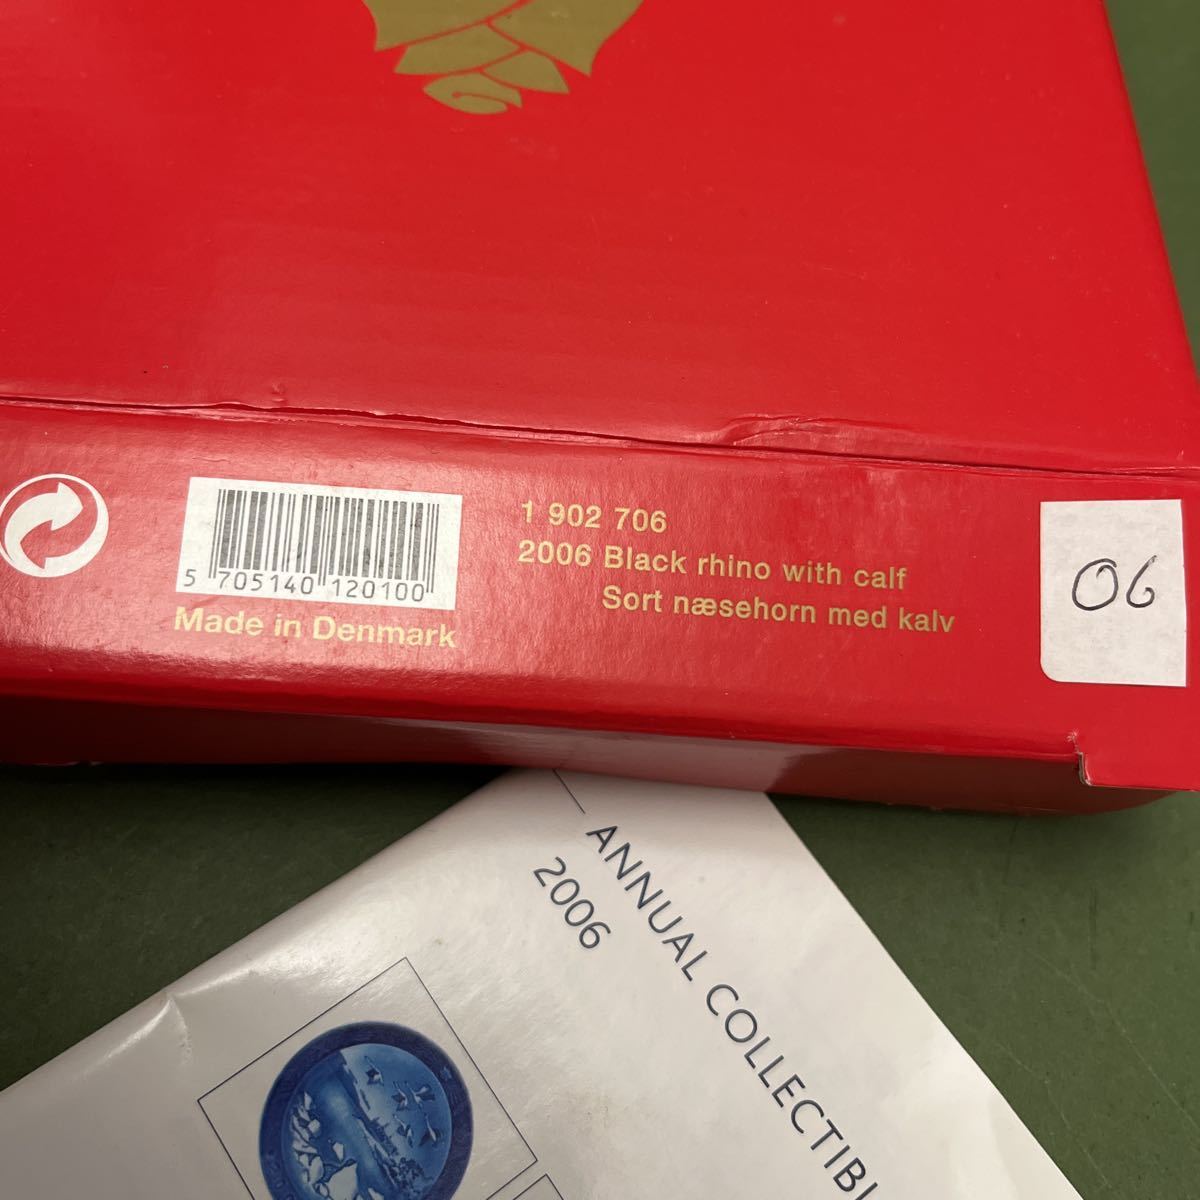 5 705140 120100
Made in Denmark
1 902 706
2006 Black rhino with calf
Sort næsehorn med kalv
06
ANNUAL COLLECTIBL
2006